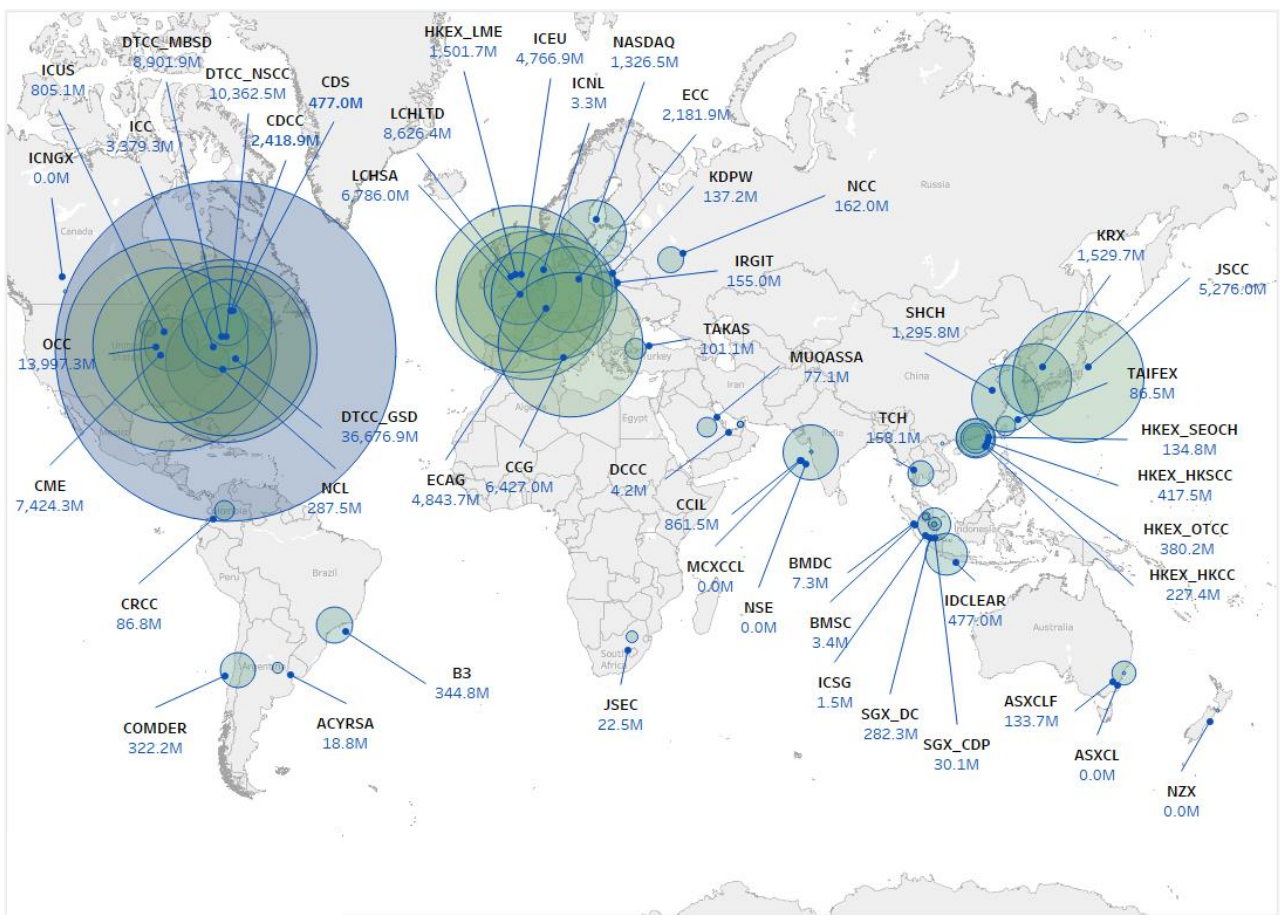 HKEX_LME
1,501.7M
ICEU
4,766.9M
NASDAQ
1,326.5M
DTCC_MBSD
8,901.9M
ICUS
805.1M
DTCC_NSCC
10,362.5M
CDS
477.0M
ICNL
3.3M
ECC
2,181.9M
ICC
3,379.3M
CDCC
2,418.9M
LCHLTD
8,626.4M
ICNGX
0.0M
LCHSA
6,786.0M
KDPW
137.2M
NCC
162.0M
Russia
Canada
KRX
1,529.7M
JSCC
5,276.0M
IRGIT
155.0M
SHCH
1,295.8M
OCC
13,997.3M
United
TAKAS
101.1M
Turkey
MUQASSA
77.1M
China
TAIFEX
86.5M
Iran
Algeria
Egypt
Mexico
DTCC_GSD
36,676.9M
TCH
158.1M
India
HKEX_SEOCH
134.8M
CME
7,424.3M
NCL
287.5M
ECAG
4,843.7M
CCG
6,427.0M
DCCC
4.2M
CCIL
861.5M
HKEX_HKSCC
417.5M
Colombia
Indonesia
HKEX_OTCC
380.2M
MCXCCL
0.0M
BMDC
7.3M
HKEX_HKCC
227.4M
Peru
Brazil
CRCC
86.8M
NSE
0.0M
BMSC
3.4M
IDCLEAR
477.0M
Australia
South
Africa
Argentina
B3
344.8M
ICSG
1.5M
JSEC
22.5M
SGX_DC
282.3M
ASXCLF
133.7M
COMDER
322.2M
ACYRSA
18.8M
SGX_CDP
30.1M
ASXCL
0.0M
NZX
0.0M